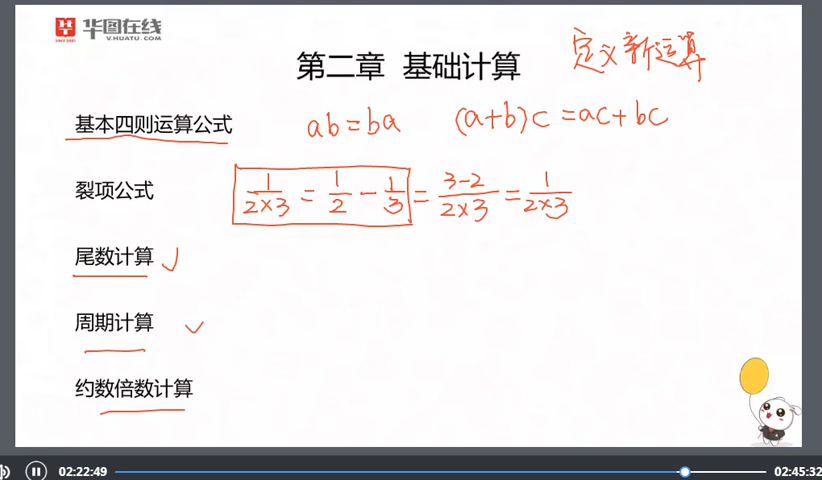 华图在线
SINCE 2001 V.HUATU.COM
第二章 基础计算 定义新运算
基本四则运算公式 ab=ba (a+b)c=ac+bc
裂项公式 1/2×3 = 1/2 - 1/3 = 3-2/2×3 = 1/2×3
尾数计算
周期计算
约数倍数计算
02:22:49 02:45:32